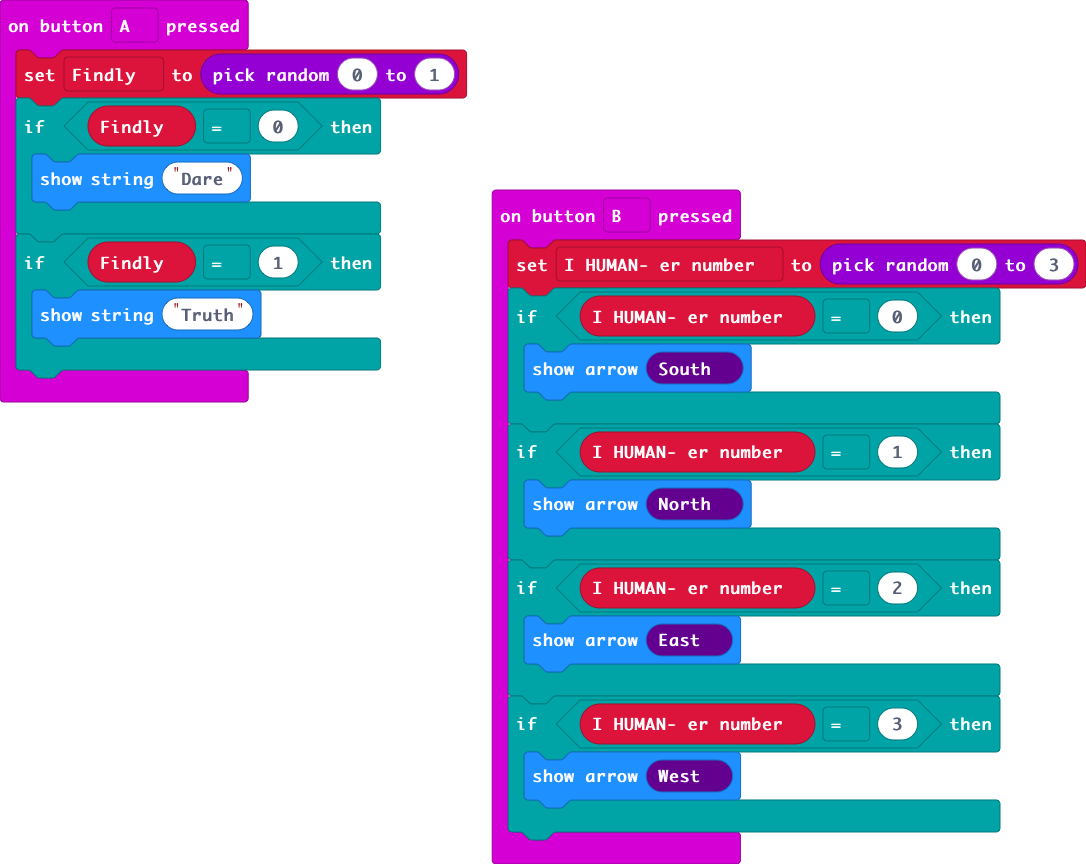 on button A pressed
set Findly to pick random 0 to 1
if Findly = 0 then
show string "Dare"
if Findly = 1 then
show string "Truth"
on button B pressed
set I HUMAN- er number to pick random 0 to 3
if I HUMAN- er number = 0 then
show arrow South
if I HUMAN- er number = 1 then
show arrow North
if I HUMAN- er number = 2 then
show arrow East
if I HUMAN- er number = 3 then
show arrow West